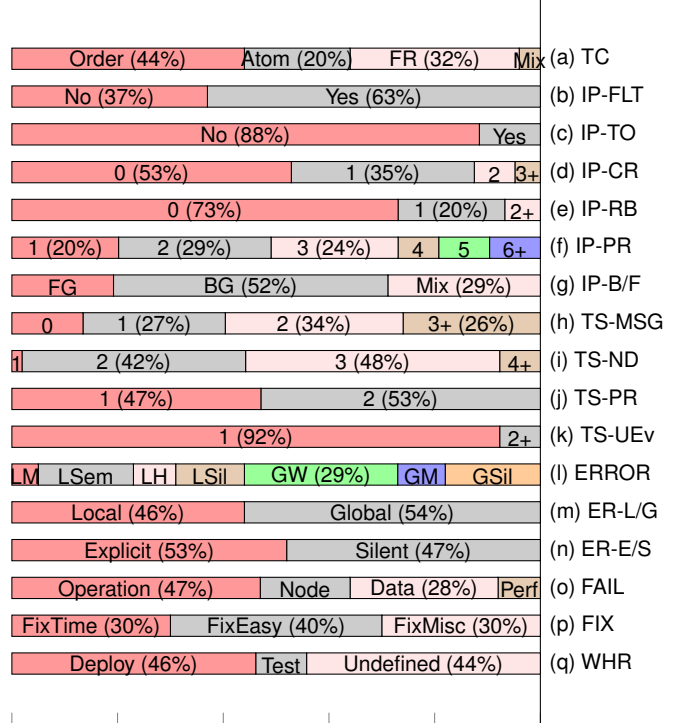 Order (44%) Atom (20%) FR (32%) Mix (a) TC
No (37%) Yes (63%) (b) IP-FLT
No (88%) Yes (c) IP-TO
0 (53%) 1 (35%) 2 3+ (d) IP-CR
0 (73%) 1 (20%) 2+ (e) IP-RB
1 (20%) 2 (29%) 3 (24%) 4 5 6+ (f) IP-PR
FG BG (52%) Mix (29%) (g) IP-B/F
0 1 (27%) 2 (34%) 3+ (26%) (h) TS-MSG
1 2 (42%) 3 (48%) 4+ (i) TS-ND
1 (47%) 2 (53%) (j) TS-PR
1 (92%) 2+ (k) TS-UEv
LM LSem LH LSil GW (29%) GM GSil (l) ERROR
Local (46%) Global (54%) (m) ER-L/G
Explicit (53%) Silent (47%) (n) ER-E/S
Operation (47%) Node Data (28%) Perf (o) FAIL
FixTime (30%) FixEasy (40%) FixMisc (30%) (p) FIX
Deploy (46%) Test Undefined (44%) (q) WHR